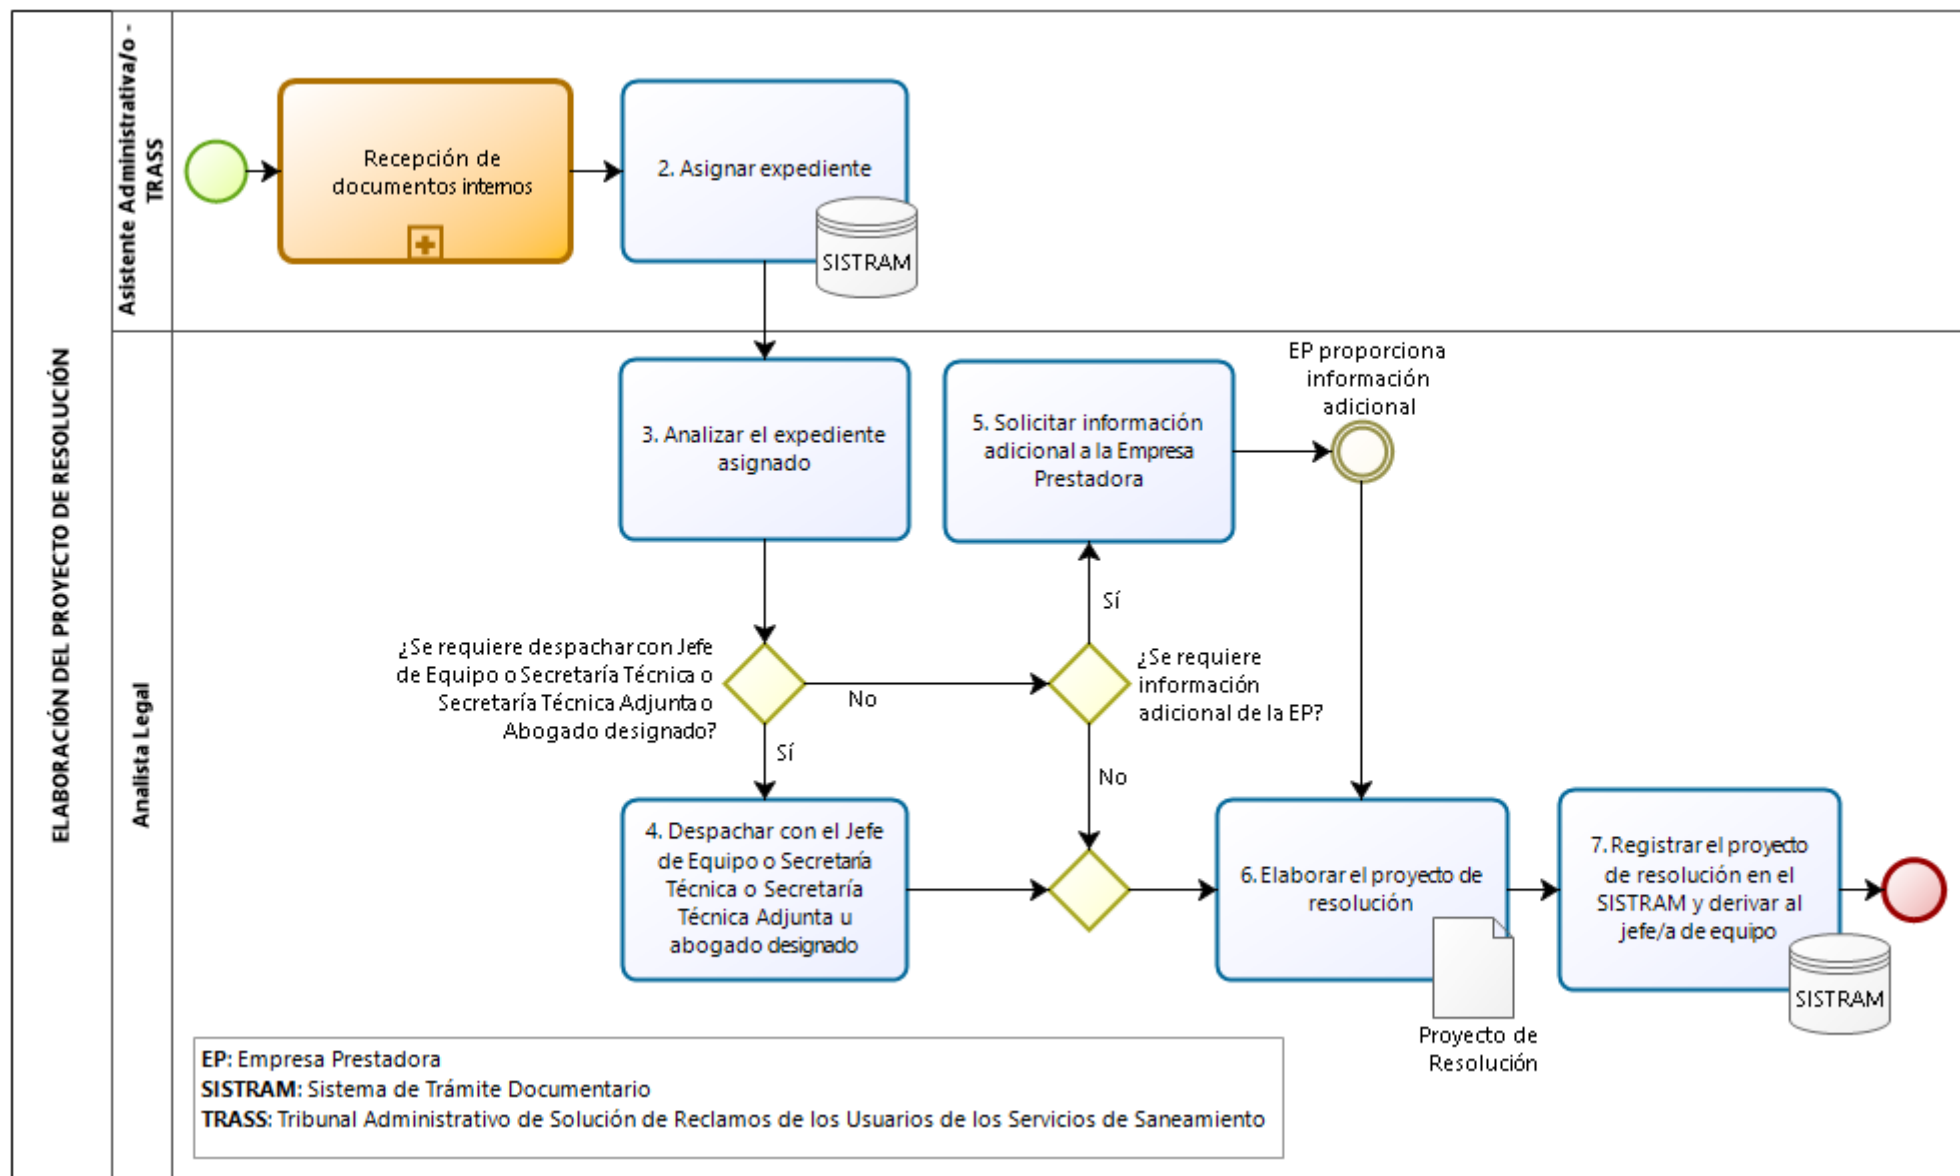 ELABORACIÓN DEL PROYECTO DE RESOLUCIÓN
Asistente Administrativa/o -
TRASS
Recepción de
documentos internos
2. Asignar expediente
SISTRAM
Analista Legal
3. Analizar el expediente
asignado
5. Solicitar información
adicional a la Empresa
Prestadora
EP proporciona
información
adicional
¿Se requiere despachar con Jefe
de Equipo o Secretaría Técnica o
Secretaría Técnica Adjunta o
Abogado designado?
No
Sí
Sí
¿Se requiere
información
adicional de la EP?
No
4. Despachar con el Jefe
de Equipo o Secretaría
Técnica o Secretaría
Técnica Adjunta u
abogado designado
6. Elaborar el proyecto de
resolución
Proyecto de
Resolución
7. Registrar el proyecto
de resolución en el
SISTRAM y derivar al
jefe/a de equipo
SISTRAM
EP: Empresa Prestadora
SISTRAM: Sistema de Trámite Documentario
TRASS: Tribunal Administrativo de Solución de Reclamos de los Usuarios de los Servicios de Saneamiento